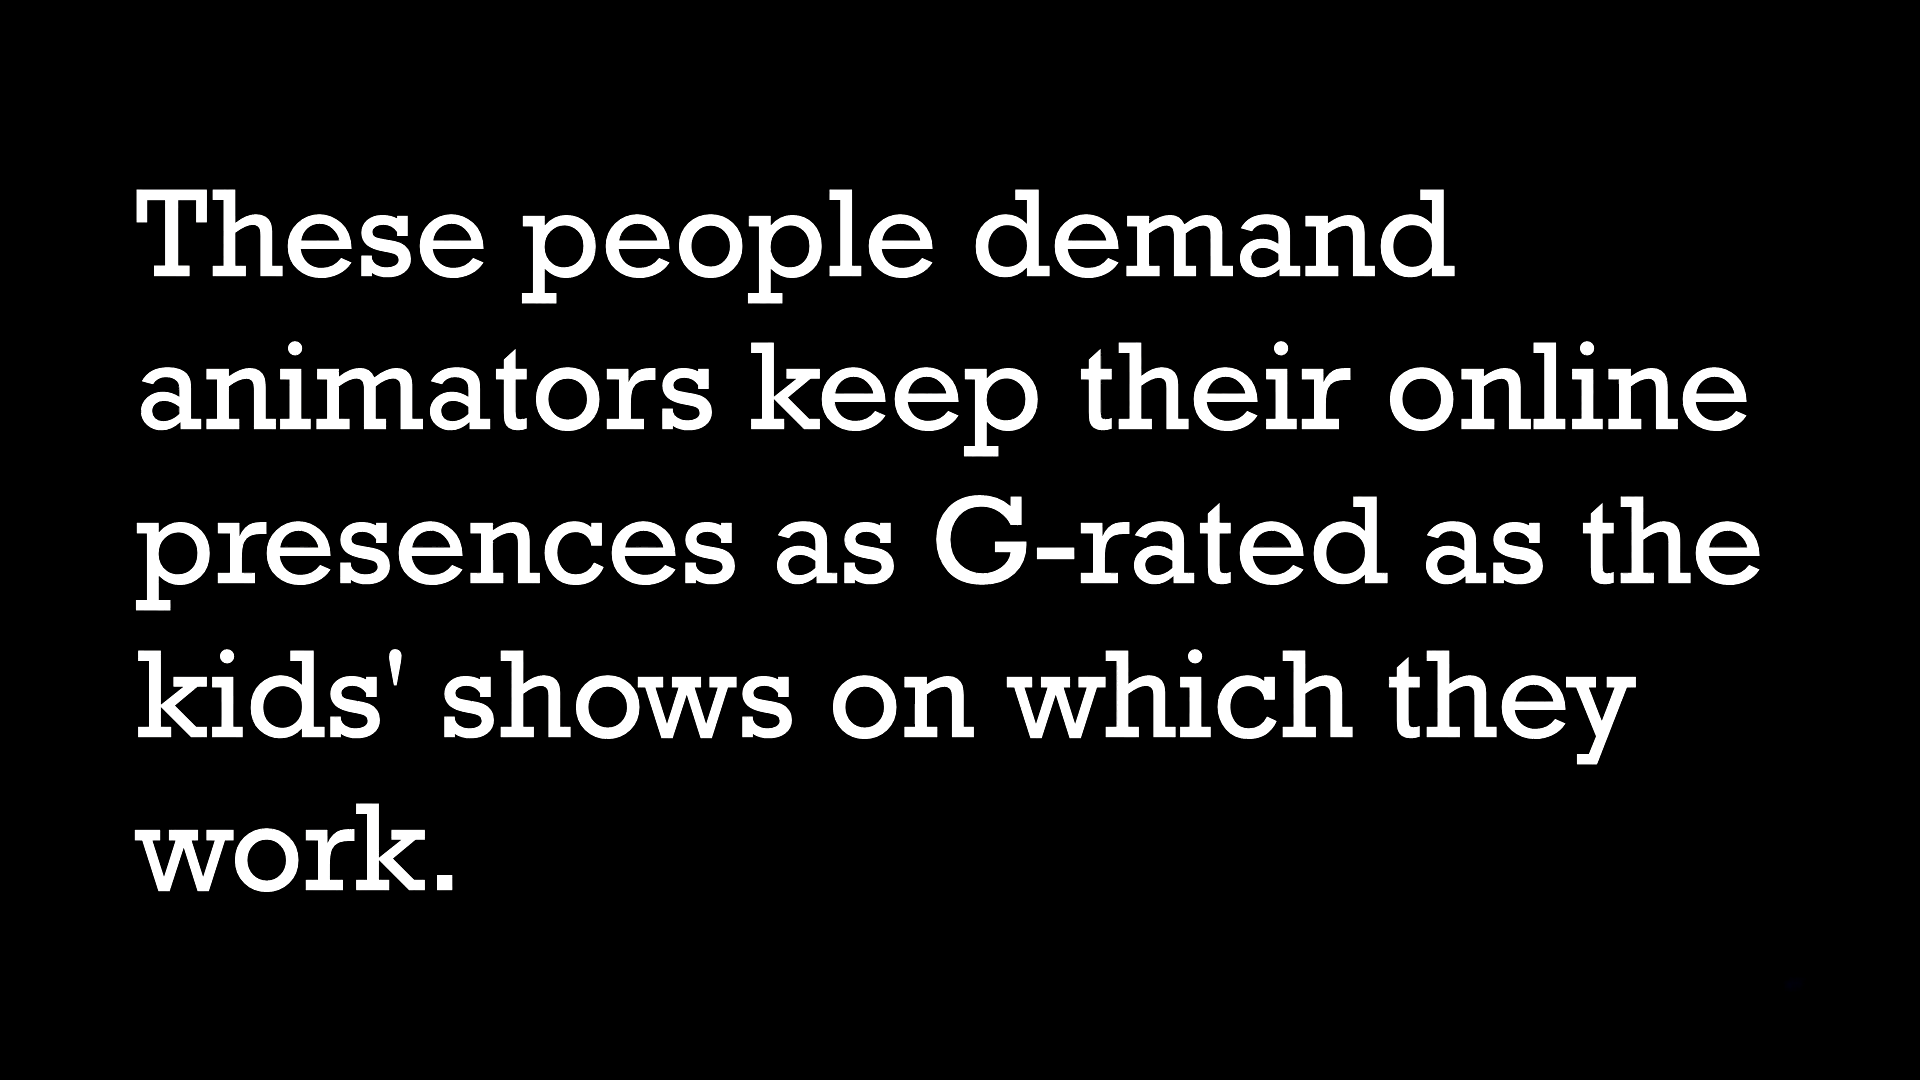 These people demand
animators keep their online
presences as G-rated as the
kids' shows on which they
work.